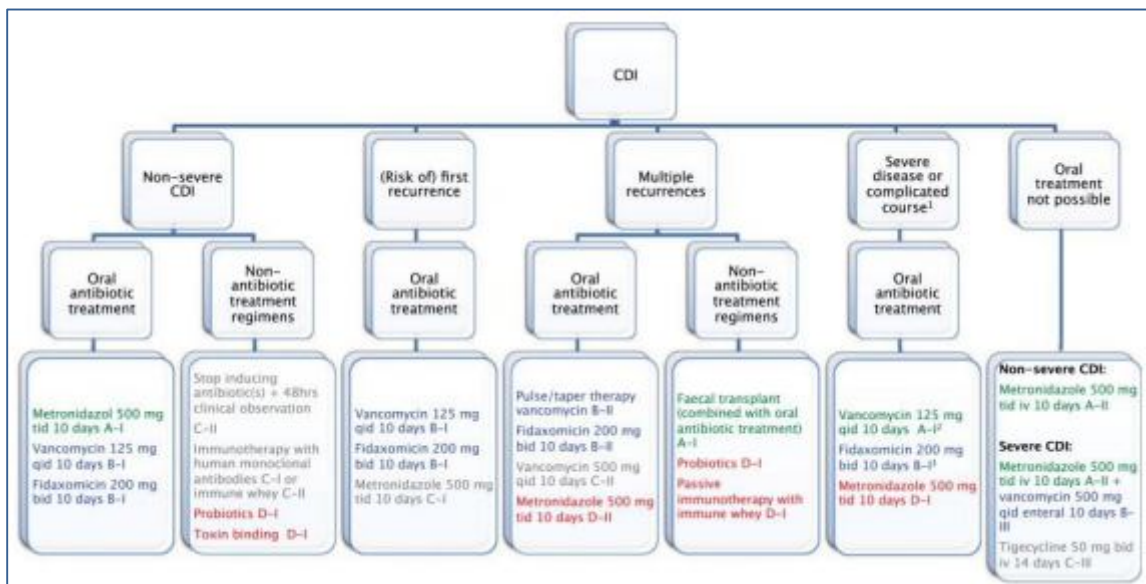 CDI
Non-severe
CDI
(Risk of) first
recurrence
Multiple
recurrences
Severe
disease or
complicated
course¹
Oral
treatment
not possible
Oral
antibiotic
treatment
Non-
antibiotic
treatment
regimens
Oral
antibiotic
treatment
Oral
antibiotic
treatment
Non-
antibiotic
treatment
regimens
Oral
antibiotic
treatment
Metronidazol 500 mg
tid 10 days A-I
Vancomycin 125 mg
qid 10 days B-I
Fidaxomicin 200 mg
bid 10 days B-I
Stop inducing
antibiotic(s) + 48hrs
clinical observation
C-II
Immunotherapy with
human monoclonal
antibodies C-I or
immune whey C-II
Probiotics D-I
Toxin binding D-I
Vancomycin 125 mg
qid 10 days B-I
Fidaxomicin 200 mg
bid 10 days B-I
Metronidazole 500 mg
tid 10 days C-I
Pulse/taper therapy
vancomycin B-II
Fidaxomicin 200 mg
bid 10 days B-II
Vancomycin 500 mg
qid 10 days C-II
Metronidazole 500 mg
tid 10 days D-II
Faecal transplant
(combined with oral
antibiotic treatment)
A-I
Probiotics D-I
Passive
immunotherapy with
immune whey D-I
Vancomycin 125 mg
qid 10 days A-I²
Fidaxomicin 200 mg
bid 10 days B-I³
Metronidazole 500 mg
tid 10 days D-I
Non-severe CDI:
Metronidazole 500 mg
tid iv 10 days A-II
Severe CDI:
Metronidazole 500 mg
tid iv 10 days A-II +
vancomycin 500 mg
qid enteral 10 days B-
III
Tigecycline 50 mg bid
iv 14 days C-III